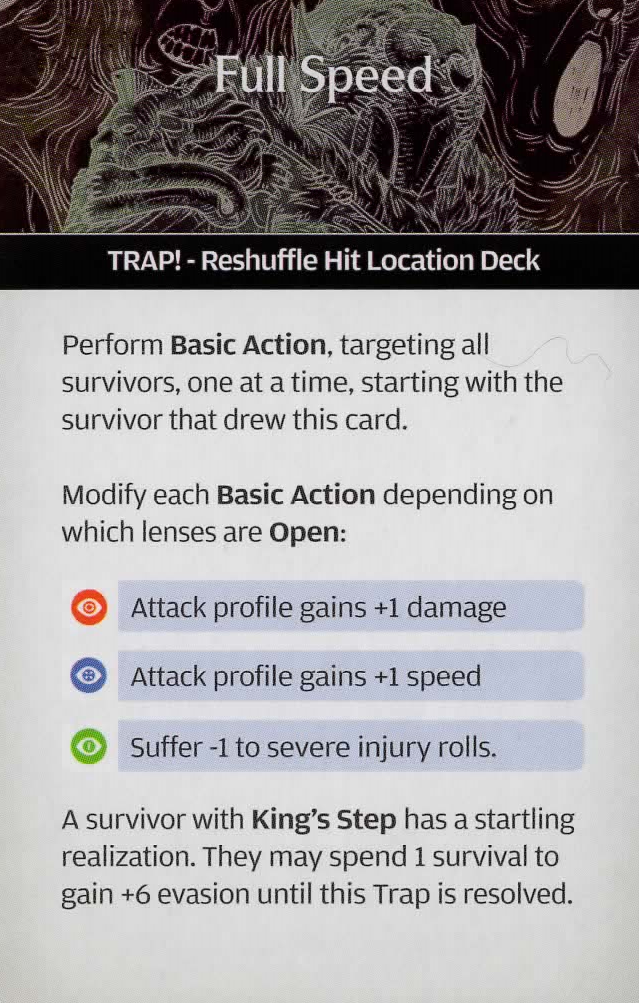 Full Speed
TRAP! - Reshuffle Hit Location Deck
Perform Basic Action, targeting all
survivors, one at a time, starting with the
survivor that drew this card.
Modify each Basic Action depending on
which lenses are Open:
Attack profile gains +1 damage
Attack profile gains +1 speed
Suffer -1 to severe injury rolls.
A survivor with King's Step has a startling
realization. They may spend 1 survival to
gain +6 evasion until this Trap is resolved.